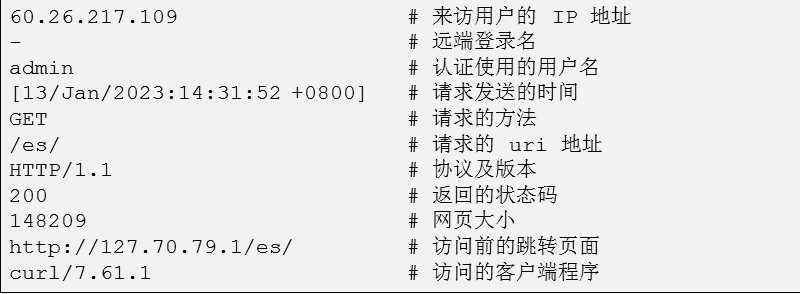 60.26.217.109 # 来访用户的 IP 地址
- # 远端登录名
admin # 认证使用的用户名
[13/Jan/2023:14:31:52 +0800] # 请求发送的时间
GET # 请求的方法
/es/ # 请求的 uri 地址
HTTP/1.1 # 协议及版本
200 # 返回的状态码
148209 # 网页大小
http://127.70.79.1/es/ # 访问前的跳转页面
curl/7.61.1 # 访问的客户端程序